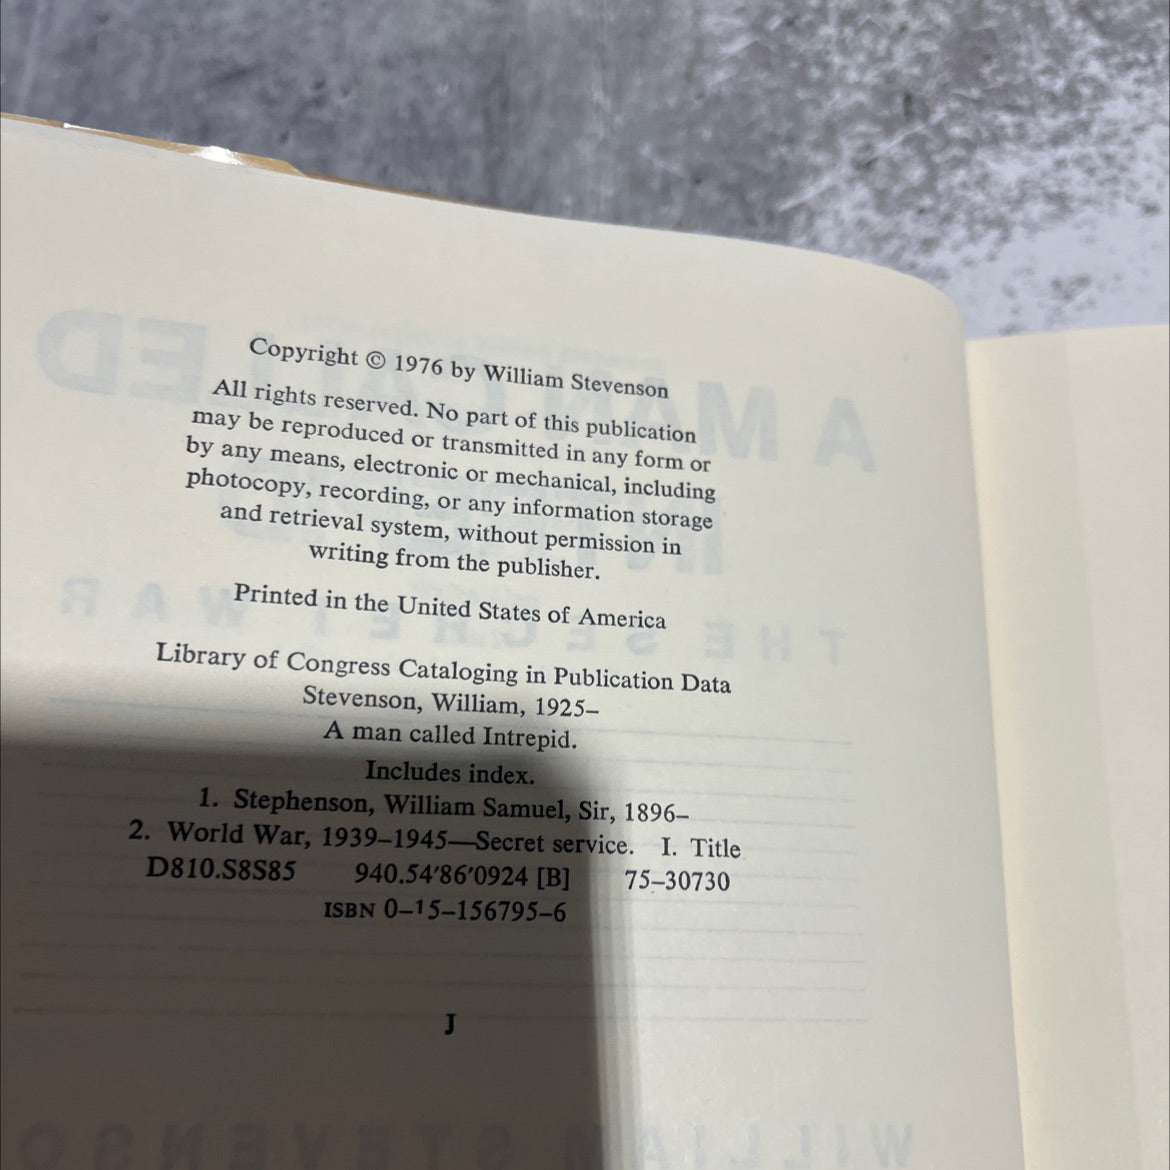 Copyright © 1976 by William Stevenson
All rights reserved. No part of this publication
may be reproduced or transmitted in any form or
by any means, electronic or mechanical, including
photocopy, recording, or any information storage
and retrieval system, without permission in
writing from the publisher.
Printed in the United States of America
Library of Congress Cataloging in Publication Data
Stevenson, William, 1925–
A man called Intrepid.
Includes index.
1. Stephenson, William Samuel, Sir, 1896–
2. World War, 1939–1945—Secret service. I. Title
D810.S8S85 940.54′86′0924 [B] 75–30730
ISBN 0–15–156795–6
J